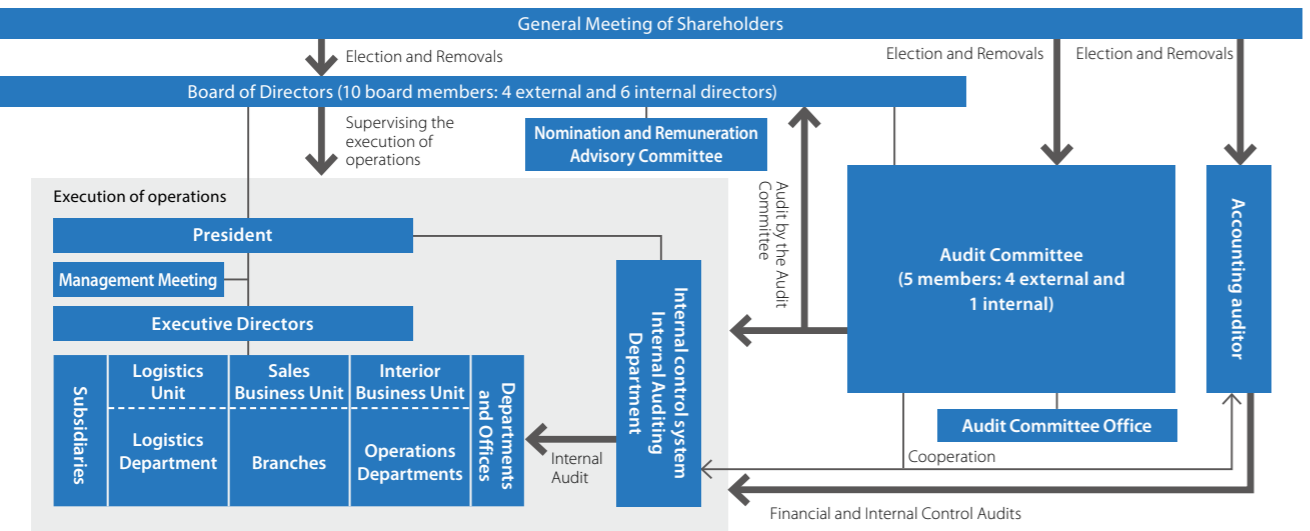 General Meeting of Shareholders
Election and Removals
Election and Removals
Election and Removals
Board of Directors (10 board members: 4 external and 6 internal directors)
Supervising the
execution of
operations
Nomination and Remuneration
Advisory Committee
Audit by the Audit
Committee
Execution of operations
President
Management Meeting
Executive Directors
Subsidiaries
Logistics
Unit
Logistics
Department
Sales
Business Unit
Branches
Interior
Business Unit
Operations
Departments
Departments
and Offices
Internal
Audit
Internal control system
Internal Auditing
Department
Audit Committee
(5 members: 4 external and
1 internal)
Accounting auditor
Audit Committee Office
Cooperation
Financial and Internal Control Audits